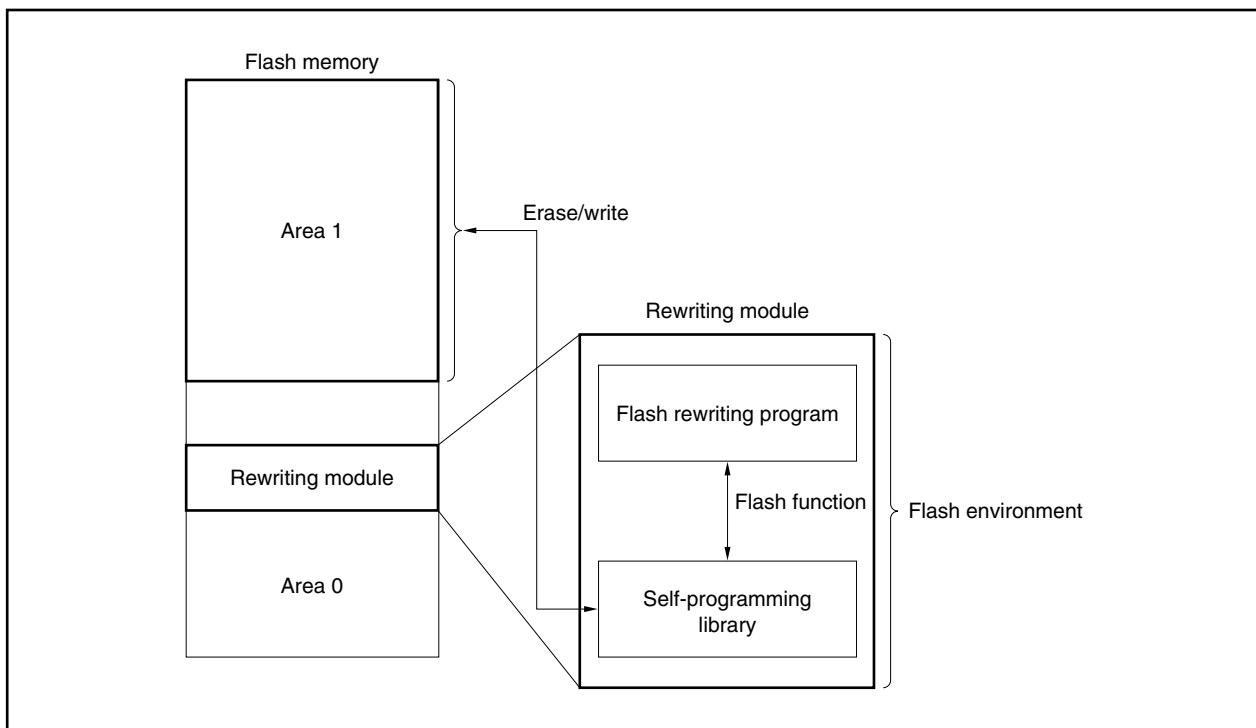 Flash memory
Area 1
Erase/write
Rewriting module
Flash rewriting program
Rewriting module
Flash function
Flash environment
Area 0
Self-programming
library